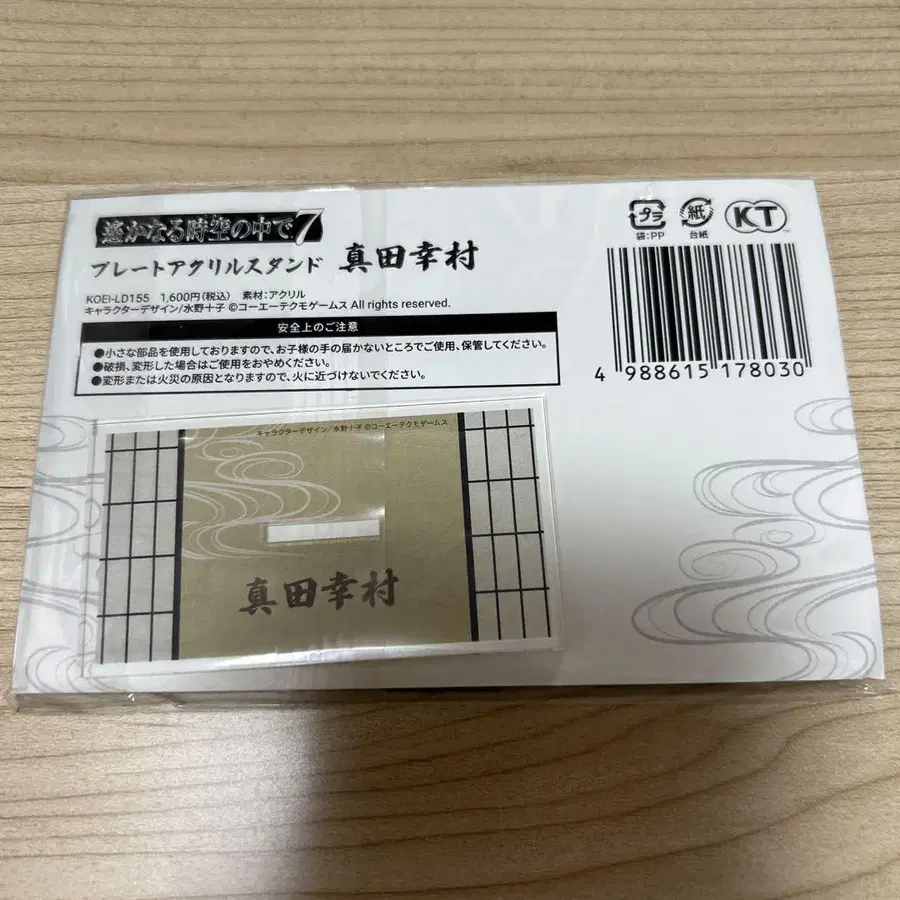 遙かなる時空の中で7
プレートアクリルスタンド 真田幸村
KOEI-LD155 1,600円(税込) 素材:アクリル
キャラクターデザイン/水野十子 ©コーエーテクモゲームス All rights reserved.
安全上のご注意
●小さな部品を使用しておりますので、お子様の手の届かないところでご使用、保管してください。
●破損、変形した場合はご使用をおやめください。
●変形または火災の原因となりますので、火に近づけないでください。
プラ
袋:PP
紙
台紙
KT
TM
4 988615 178030
キャラクターデザイン/水野十子 ©コーエーテクモゲームス
真田幸村